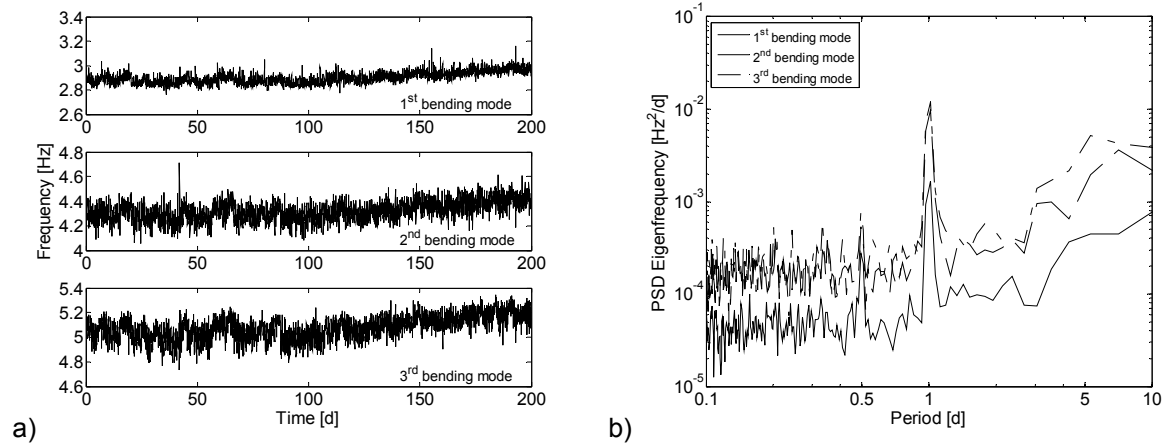 3.4
3.2
3
2.8
2.6
0 50 100 150 200
1st bending mode
4.8
4.6
4.4
4.2
4
0 50 100 150 200
2nd bending mode
Frequency [Hz]
5.4
5.2
5
4.8
4.6
0 50 100 150 200
3rd bending mode
Time [d]
a)
10^-1
10^-2
10^-3
10^-4
10^-5
PSD Eigenfrequency [Hz²/d]
1st bending mode
2nd bending mode
3rd bending mode
0.1 0.5 1 5 10
Period [d]
b)